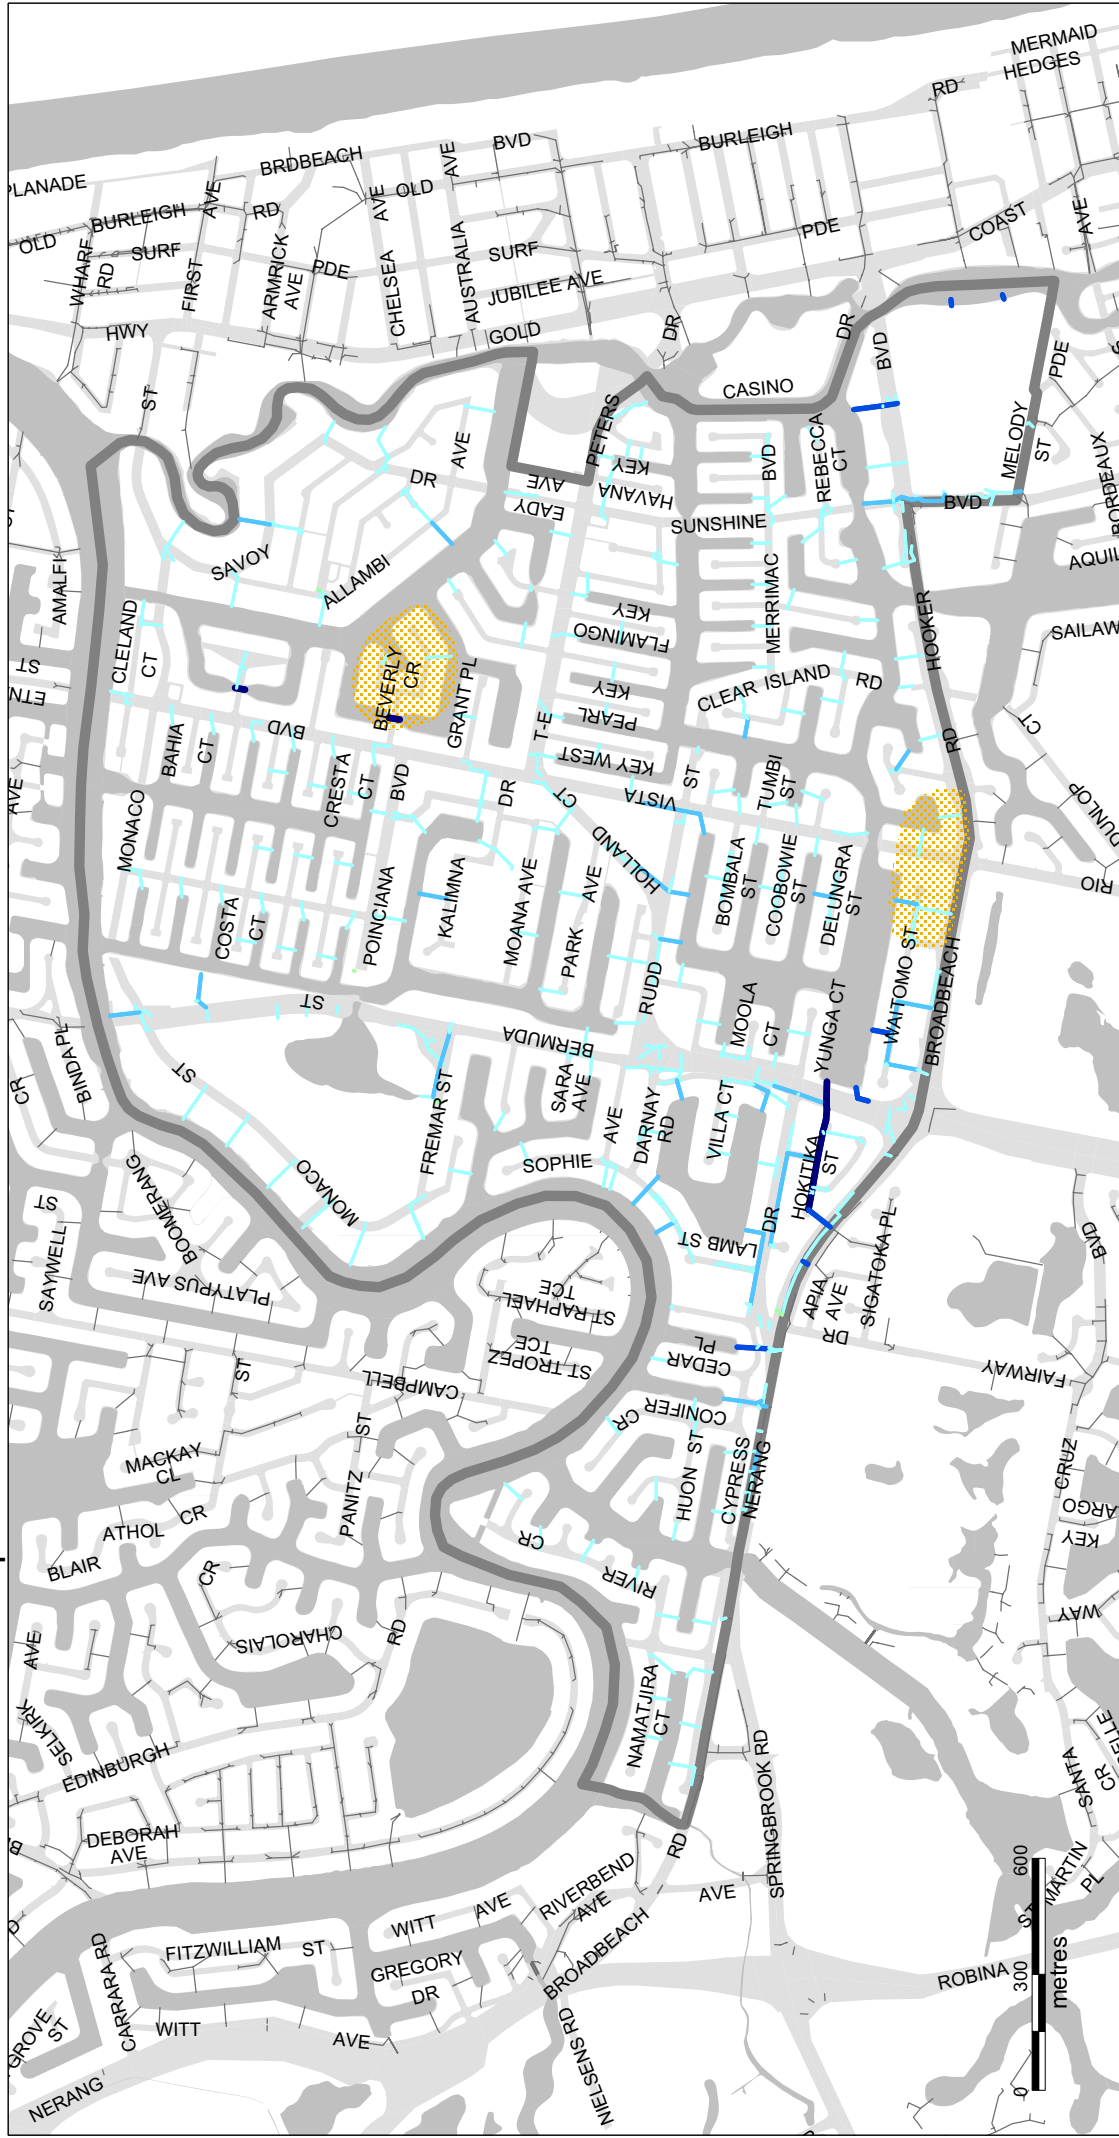 MERMAID
HEDGES
RD
BURLEIGH
BVD
AVE
BRDBEACH
PLANADE
OLD
AVE
BURLEIGH
AVE
RD
OLD
SURF
PDE
COAST
AVE
WHARF
RD
FIRST
ARMRICK
AVE
PDE
CHELSEA
AUSTRALIA
SURF
JUBILEE AVE
HWY
GOLD
DR
DR
BVD
PDE
ST
CASINO
PETERS
MELODY
ST
AVE
KEY
HAVANA
BVD
REBECCA
CT
DR
AVE
EADY
SUNSHINE
BVD
BORDEAUX
SAVOY
ALLAMBI
AMALFI
ST
ETN
CLELAND
CT
KEY
FLAMINGO
MERRIMAC
HOOKER
AQUIL
SAILAW
BEVERLY
CR
GRANT PL
KEY
PEARL
CLEAR ISLAND
RD
BVD
BAHIA
CT
CRESTA
CT
BVD
T-E
KEY WEST
ST
TUMBI
ST
RD
CT
DUNLOP
AVE
MONACO
DR
CT
VISTA
HOLLAND
BOMBALA
ST
COOBOWIE
ST
DELUNGRA
ST
RIO
COSTA
CT
POINCIANA
KALIMNA
MOANA AVE
PARK
AVE
RUDD
WAITOMO ST
BROADBEACH
ST
BERMUDA
MOOLA
CT
YUNGA CT
CR
BINDA PL
ST
FREMAR ST
SARA
AVE
AVE
DARNAY
RD
VILLA CT
HOKITIKA
ST
SOPHIE
MONACO
ST
BOOMERANG
SAYWELL
PLATYPUS AVE
LAMB ST
DR
SIGATOKA PL
BVD
ST RAPHAEL
TCE
ST TROPEZ
TCE
APIA
AVE
DR
FAIRWAY
ST
CAMPBELL
CEDAR
PL
CONIFER
CR
MACKAY
CL
ST
PANITZ
HUON
ST
CYPRESS
NERANG
CRUZ
ARGO
KEY
ATHOL
CR
BLAIR
CR
CR
RIVER
WAY
AVE
CHAROLAIS
RD
SELKIRK
EDINBURGH
NAMATJIRA
CT
SPRINGBROOK RD
SANTA
CR
DEBORAH
AVE
RD
RIVERBEND
AVE
AVE
ST MARTIN
PL
WITT
AVE
BROADBEACH
FITZWILLIAM
ST
GREGORY
DR
ROBINA
CARRARA RD
WITT
AVE
NIELSENS RD
GROVE
ST
NERANG
0
300
600
metres